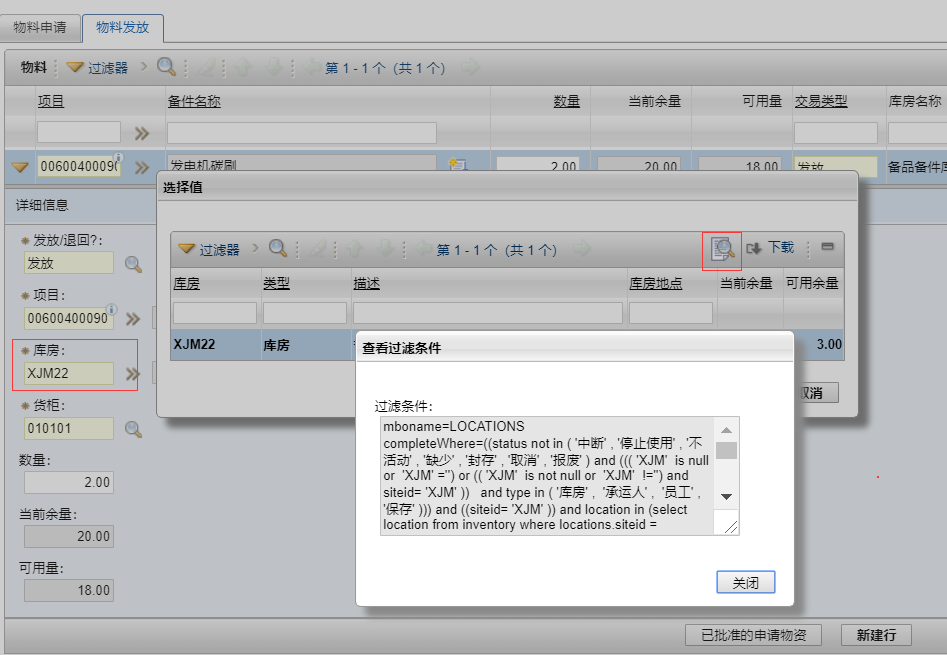 物料申请 物料发放
物料 过滤器 第 1 - 1 个 (共 1 个)
项目 备件名称 数量 当前余量 可用量 交易类型 库房名称
00600400090 发电机碳刷 2.00 20.00 18.00 发放 备品备件库
详细信息
选择值
发放/退回?:
发放
过滤器 第 1 - 1 个 (共 1 个) 下载
项目:
00600400090
库房 类型 描述 库房地点 当前余量 可用余量
库房:
XJM22
XJM22 库房 3.00
取消
查看过滤条件
过滤条件:
mboname=LOCATIONS
completeWhere=((status not in ( '中断' , '停止使用' , '不
活动' , '缺少' , '封存' , '取消' , '报废' ) and ((( 'XJM'  is null
or  'XJM' ='') or (( 'XJM'  is not null or  'XJM'  !='') and
siteid= 'XJM' ))   and type in ( '库房' ,  '承运人' ,  '员工' ,
'保存' ))) and ((siteid= 'XJM' )) and location in (select
location from inventory where locations.siteid =
关闭
货柜:
010101
数量:
2.00
当前余量:
20.00
可用量:
18.00
已批准的申请物资 新建行